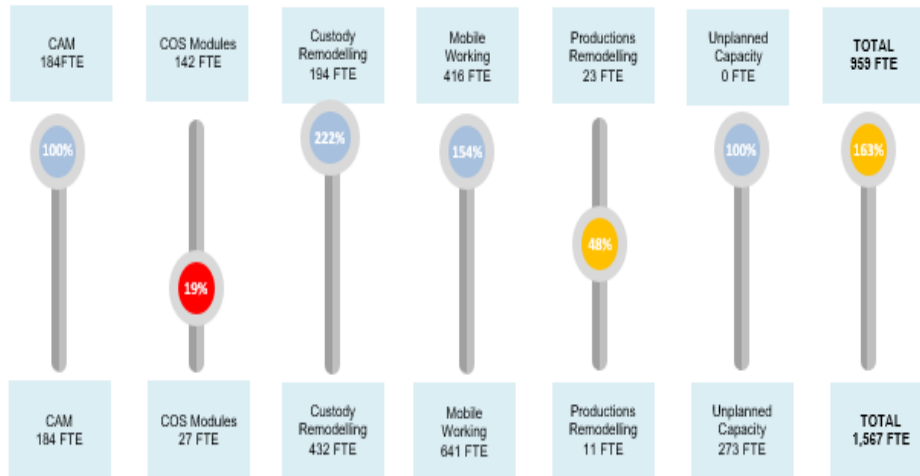 CAM
184FTE
COS Modules
142 FTE
Custody
Remodelling
194 FTE
Mobile
Working
416 FTE
Productions
Remodelling
23 FTE
Unplanned
Capacity
0 FTE
TOTAL
959 FTE
100%
19%
222%
154%
48%
100%
163%
CAM
184 FTE
COS Modules
27 FTE
Custody
Remodelling
432 FTE
Mobile
Working
641 FTE
Productions
Remodelling
11 FTE
Unplanned
Capacity
273 FTE
TOTAL
1,567 FTE